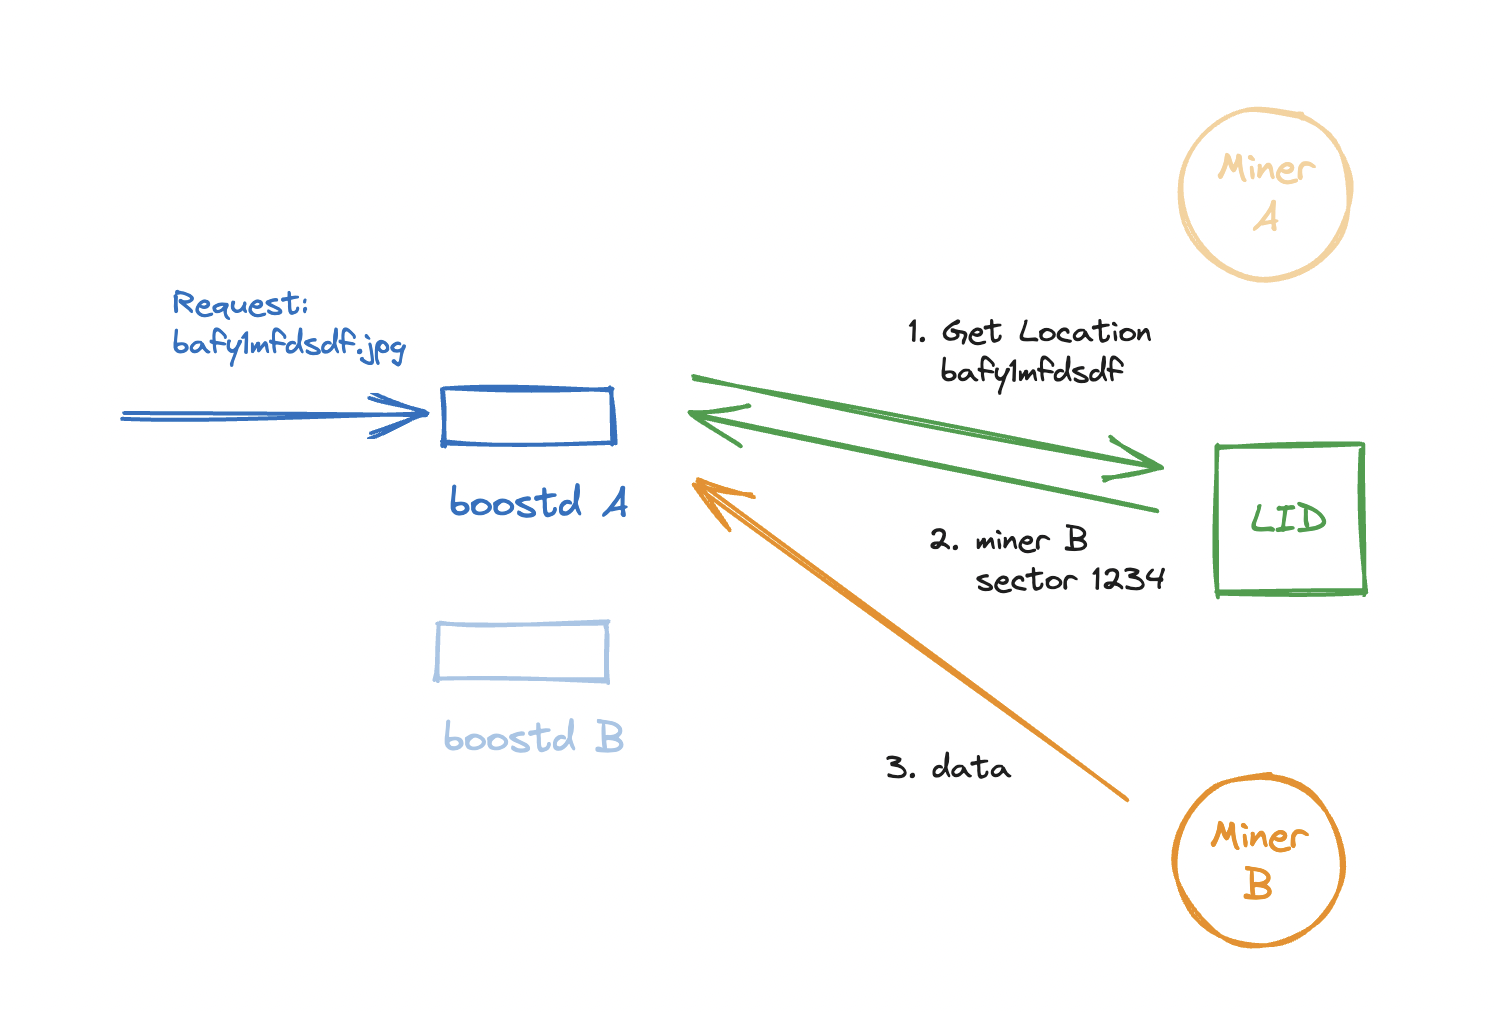 Miner
A
Request:
bafy1mfdsdf.jpg
1. Get Location
bafy1mfdsdf
boostd A
LID
2. miner B
sector 1234
boostd B
3. data
Miner
B